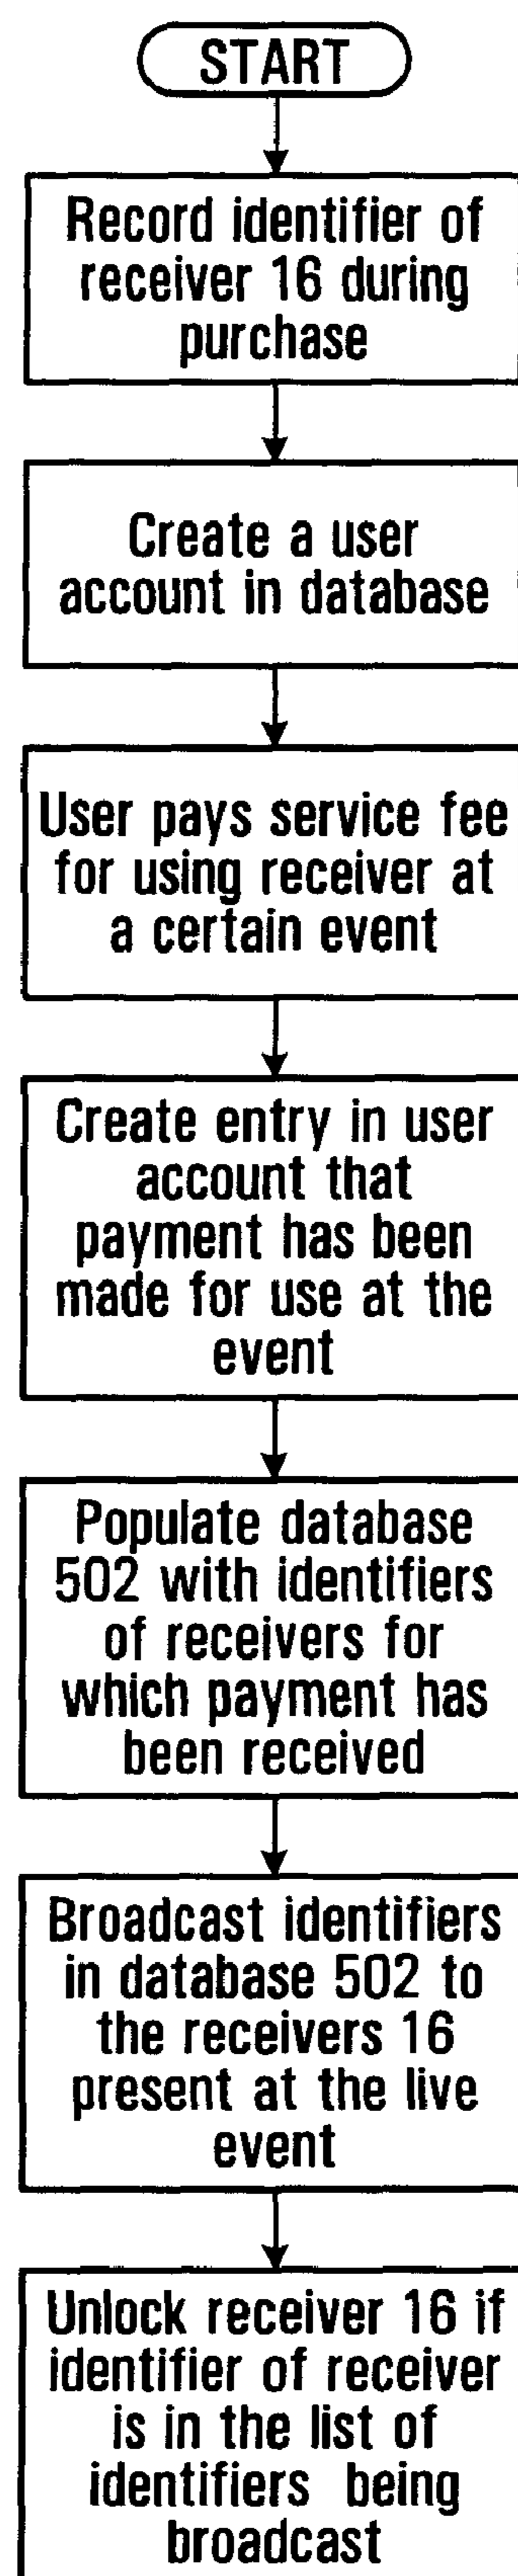 START
Record identifier of
receiver 16 during
purchase
Create a user
account in database
User pays service fee
for using receiver at
a certain event
Create entry in user
account that
payment has been
made for use at the
event
Populate database
502 with identifiers
of receivers for
which payment has
been received
Broadcast identifiers
in database 502 to
the receivers 16
present at the live
event
Unlock receiver 16 if
identifier of receiver
is in the list of
identifiers being
broadcast